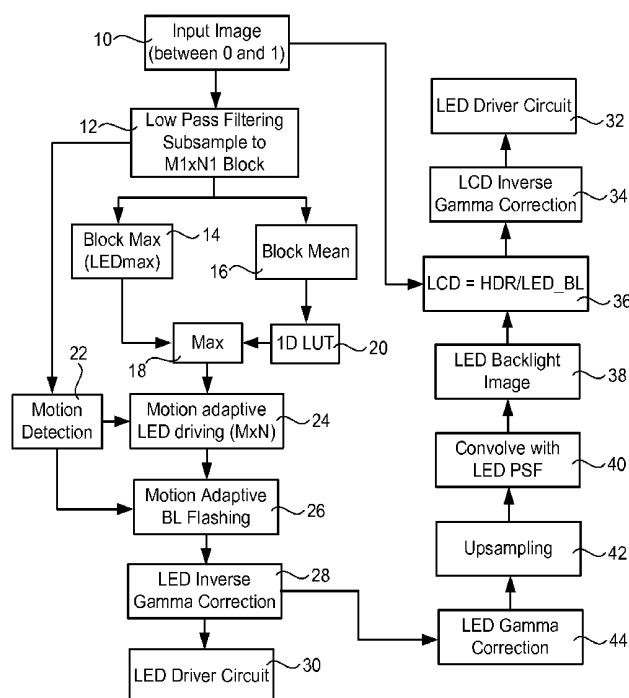 10
Input Image
(between 0 and 1)
12
Low Pass Filtering
Subsample to
M1xN1 Block
Block Max
(LEDmax)
14
16
Block Mean
18
Max
1D LUT
20
22
Motion
Detection
Motion adaptive
LED driving (MxN)
24
Motion Adaptive
BL Flashing
26
LED Inverse
Gamma Correction
28
LED Driver Circuit
30
LED Driver Circuit
32
LCD Inverse
Gamma Correction
34
LCD = HDR/LED_BL
36
LED Backlight
Image
38
Convolve with
LED PSF
40
Upsampling
42
LED Gamma
Correction
44